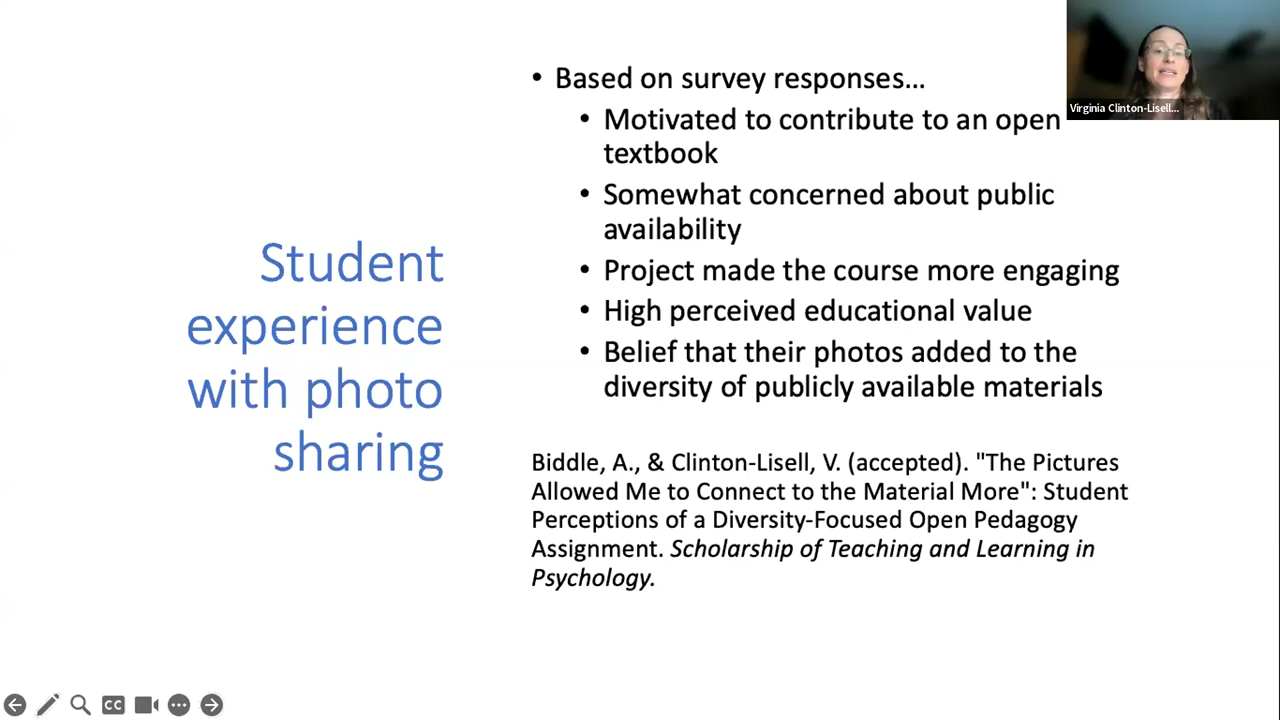 Student
experience
with photo
sharing
• Based on survey responses…
• Motivated to contribute to an open
textbook
• Somewhat concerned about public
availability
• Project made the course more engaging
• High perceived educational value
• Belief that their photos added to the
diversity of publicly available materials
Biddle, A., & Clinton-Lisell, V. (accepted). "The Pictures
Allowed Me to Connect to the Material More": Student
Perceptions of a Diversity-Focused Open Pedagogy
Assignment. Scholarship of Teaching and Learning in
Psychology.
Virginia Clinton-Lisell...
CC